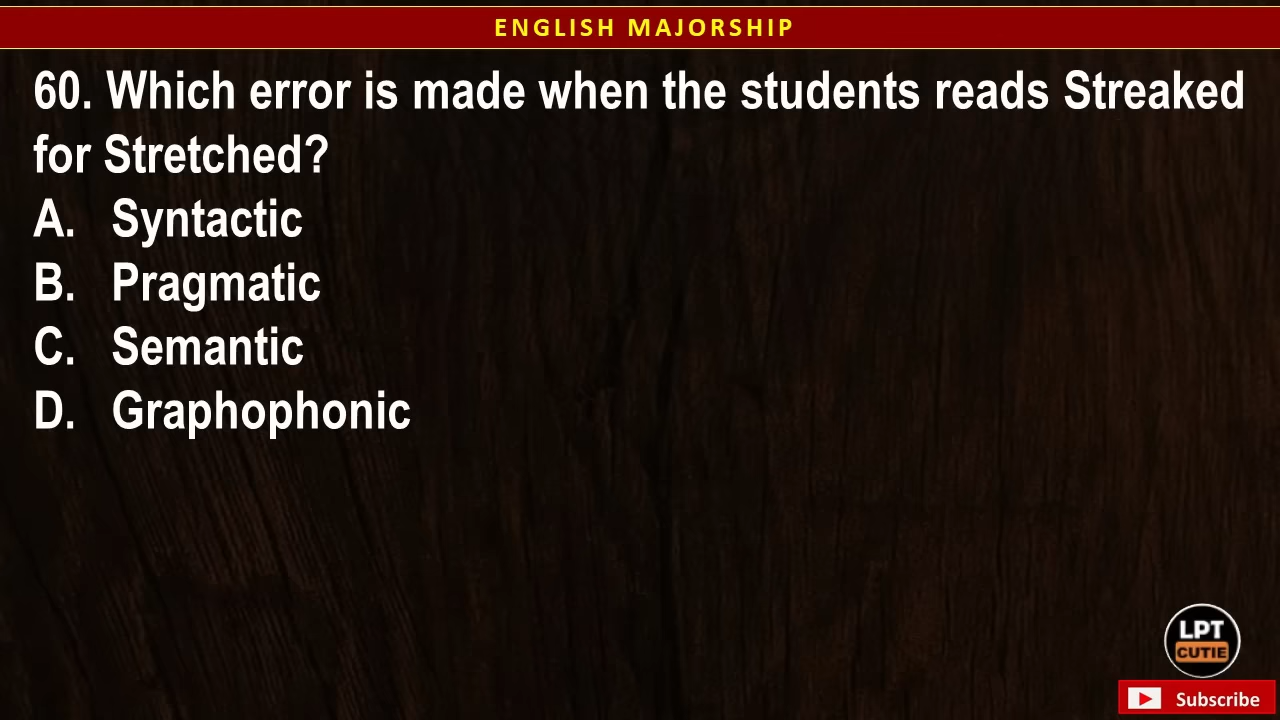 ENGLISH MAJORSHIP
60. Which error is made when the students reads Streaked
for Stretched?
A. Syntactic
B. Pragmatic
C. Semantic
D. Graphophonic
LPT
CUTIE
Subscribe